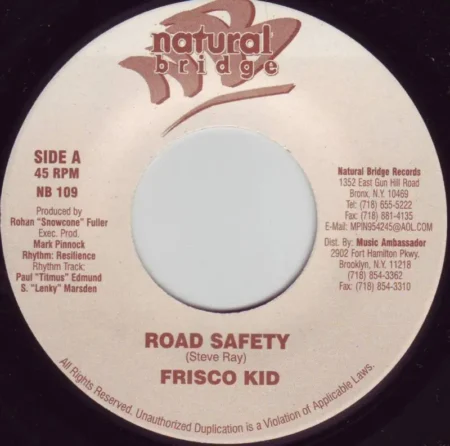 natural
bridge
SIDE A
45 RPM
NB 109
Produced by
Rohan "Snowcone" Fuller
Exec. Prod.
Mark Pinnock
Rhythm: Resilience
Rhythm Track:
Paul "Titmus" Edmund
S. "Lenky" Marsden
Natural Bridge Records
1352 East Gun Hill Road
Bronx, N.Y. 10469
Tel: (718) 655-5222
Fax: (718) 881-4135
E-Mail: MPIN954245@AOL.COM
Dist. By: Music Ambassador
2902 Fort Hamilton Pkwy.
Brooklyn, N.Y. 11218
(718) 854-3362
Fax: (718) 854-3310
ROAD SAFETY
(Steve Ray)
FRISCO KID
All Rights Reserved. Unauthorized Duplication is a Violation of Applicable Laws.